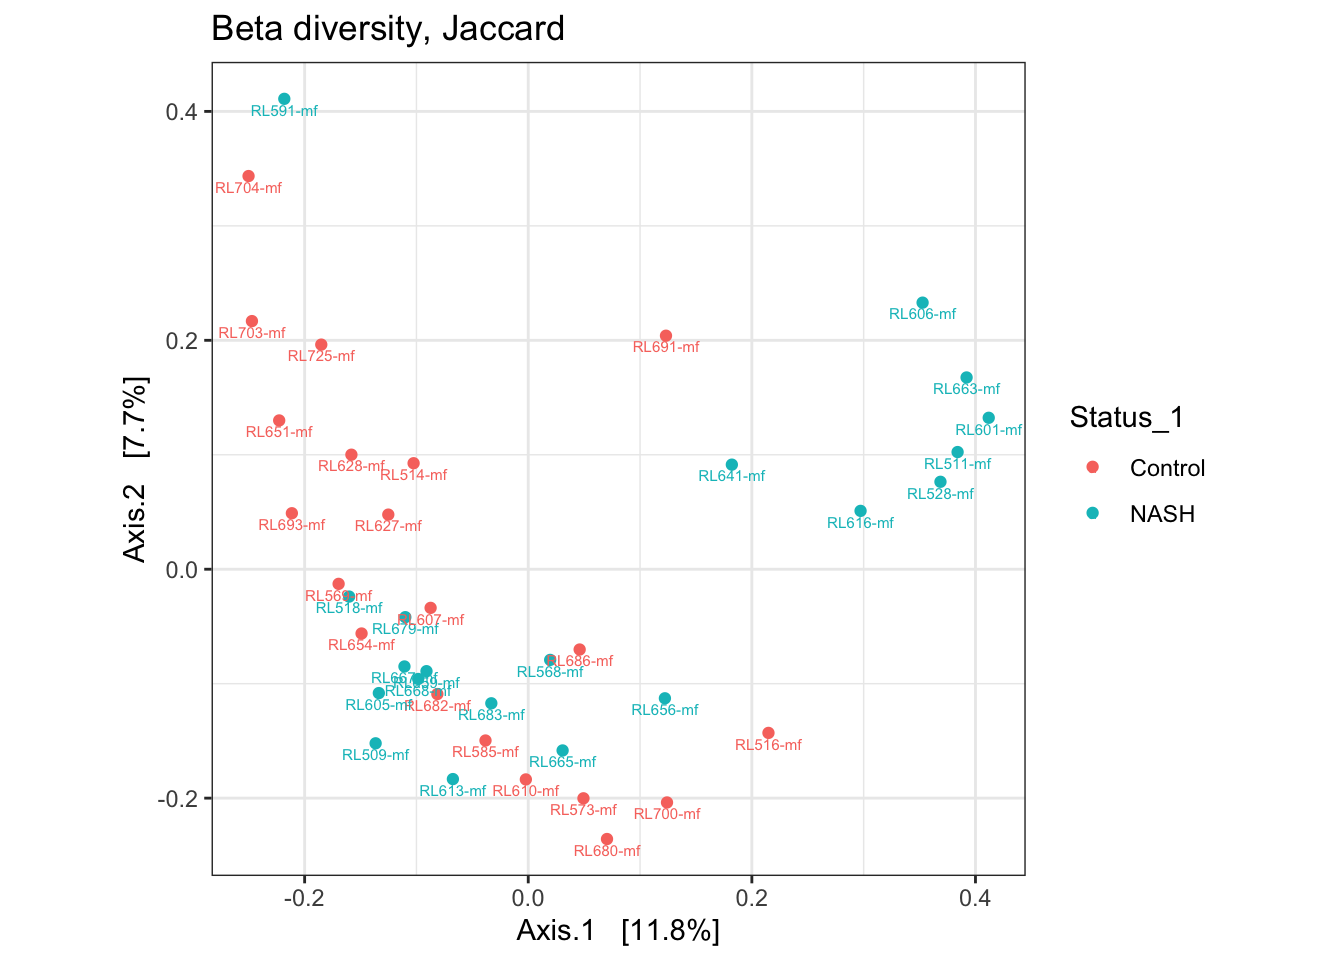 Beta diversity, Jaccard
0.4
0.2
0.0
-0.2
-0.2
0.0
0.2
0.4
Axis.1 [11.8%]
Axis.2 [7.7%]
Status_1
Control
NASH
RL591-mf
RL704-mf
RL606-mf
RL703-mf
RL691-mf
RL725-mf
RL663-mf
RL601-mf
RL651-mf
RL628-mf
RL514-mf
RL511-mf
RL641-mf
RL528-mf
RL693-mf
RL627-mf
RL616-mf
RL518-mf
RL607-mf
RL679-mf
RL654-mf
RL686-mf
RL568-mf
RL668-mf
RL605-mf
RL682-mf
RL683-mf
RL656-mf
RL516-mf
RL509-mf
RL585-mf
RL665-mf
RL613-mf
RL610-mf
RL573-mf
RL700-mf
RL680-mf